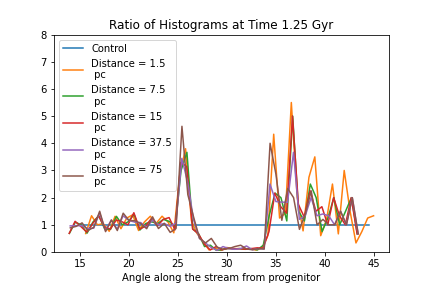 Ratio of Histograms at Time 1.25 Gyr
8
7
6
5
4
3
2
1
0
Control
Distance = 1.5
pc
Distance = 7.5
pc
Distance = 15
pc
Distance = 37.5
pc
Distance = 75
pc
15 20 25 30 35 40 45
Angle along the stream from progenitor